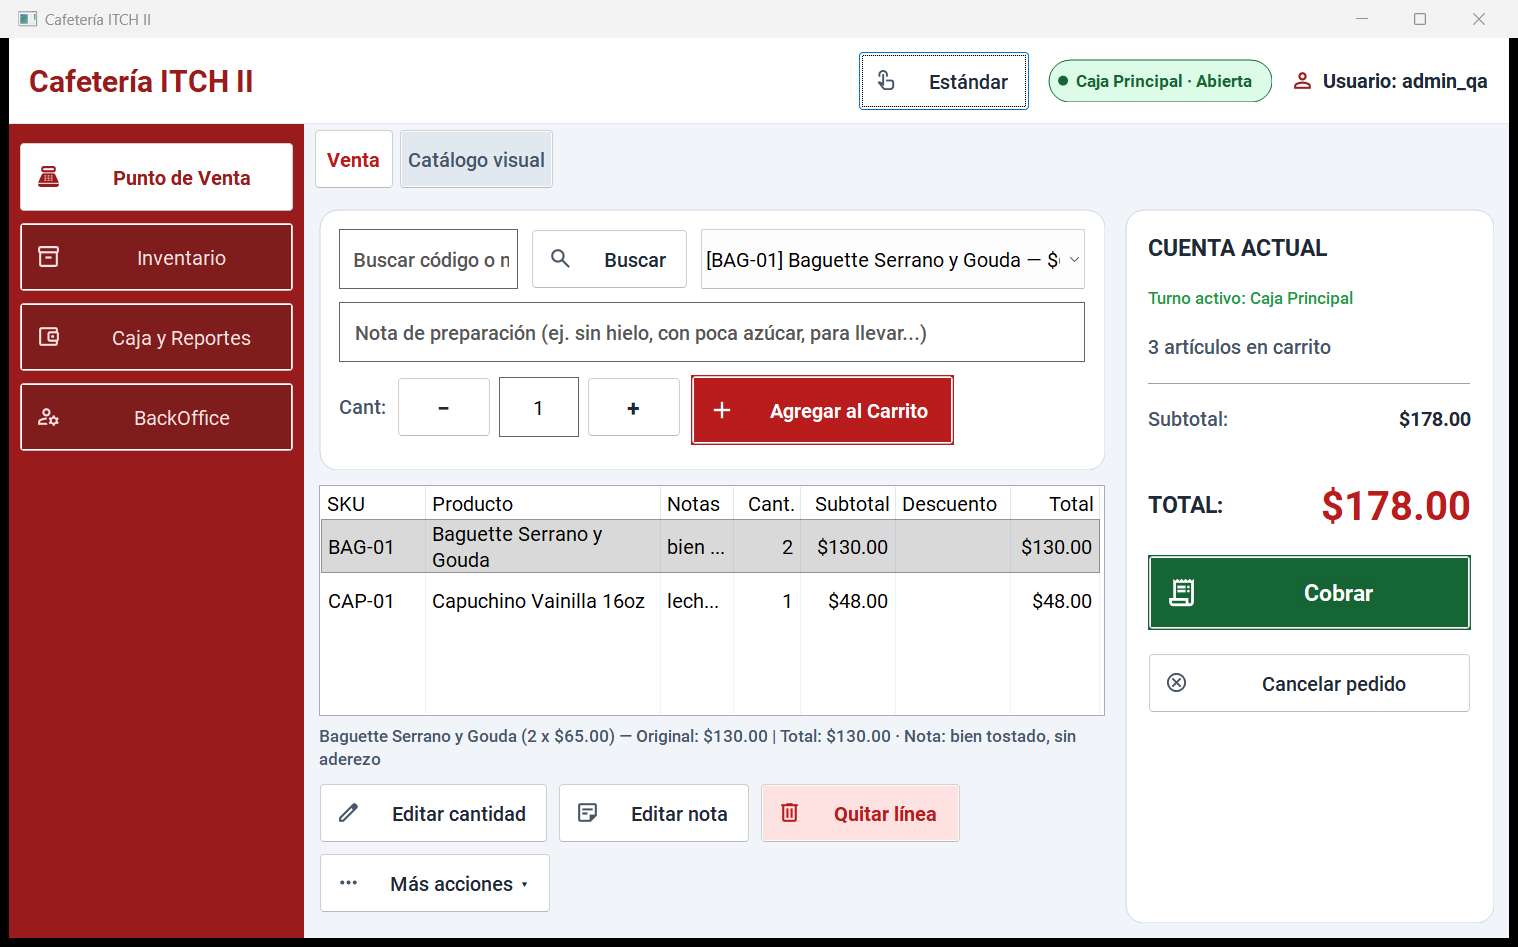 Cafetería ITCH II
Cafetería ITCH II
Estándar
Caja Principal · Abierta
Usuario: admin_qa
Punto de Venta
Inventario
Caja y Reportes
BackOffice
Venta
Catálogo visual
Buscar código o n
Buscar
[BAG-01] Baguette Serrano y Gouda — $
Nota de preparación (ej. sin hielo, con poca azúcar, para llevar...)
Cant:
−
1
+
Agregar al Carrito
SKU Producto Notas Cant. Subtotal Descuento Total
BAG-01 Baguette Serrano y Gouda bien ... 2 $130.00 $130.00
CAP-01 Capuchino Vainilla 16oz lech... 1 $48.00 $48.00
Baguette Serrano y Gouda (2 x $65.00) — Original: $130.00 | Total: $130.00 · Nota: bien tostado, sin
aderezo
Editar cantidad
Editar nota
Quitar línea
Más acciones
CUENTA ACTUAL
Turno activo: Caja Principal
3 artículos en carrito
Subtotal: $178.00
TOTAL: $178.00
Cobrar
Cancelar pedido